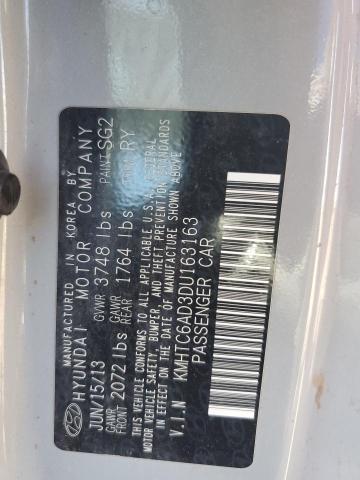 MANUFACTURED IN KOREA BY
HYUNDAI MOTOR COMPANY
JUN/15/13 GVWR 3748 lbs PAINT SG2
GAWR FRONT 2072 lbs GAWR REAR 1764 lbs RY
THIS VEHICLE CONFORMS TO ALL APPLICABLE U.S. FEDERAL
MOTOR VEHICLE SAFETY, BUMPER, AND THEFT PREVENTION STANDARDS
IN EFFECT ON THE DATE OF MANUFACTURE SHOWN ABOVE
V.I.N KMHTC6AD3DU163163
PASSENGER CAR